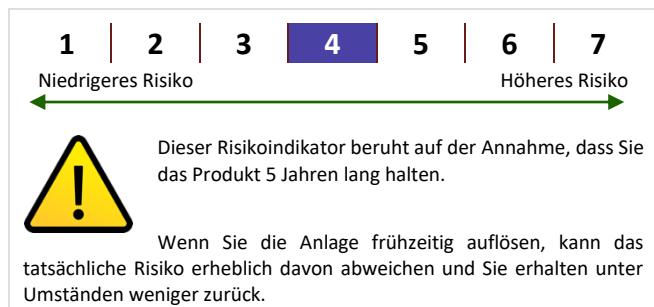 1 2 3 4 5 6 7
Niedrigeres Risiko Höheres Risiko
Dieser Risikoindikator beruht auf der Annahme, dass Sie
das Produkt 5 Jahren lang halten.
Wenn Sie die Anlage frühzeitig auflösen, kann das
tatsächliche Risiko erheblich davon abweichen und Sie erhalten unter
Umständen weniger zurück.